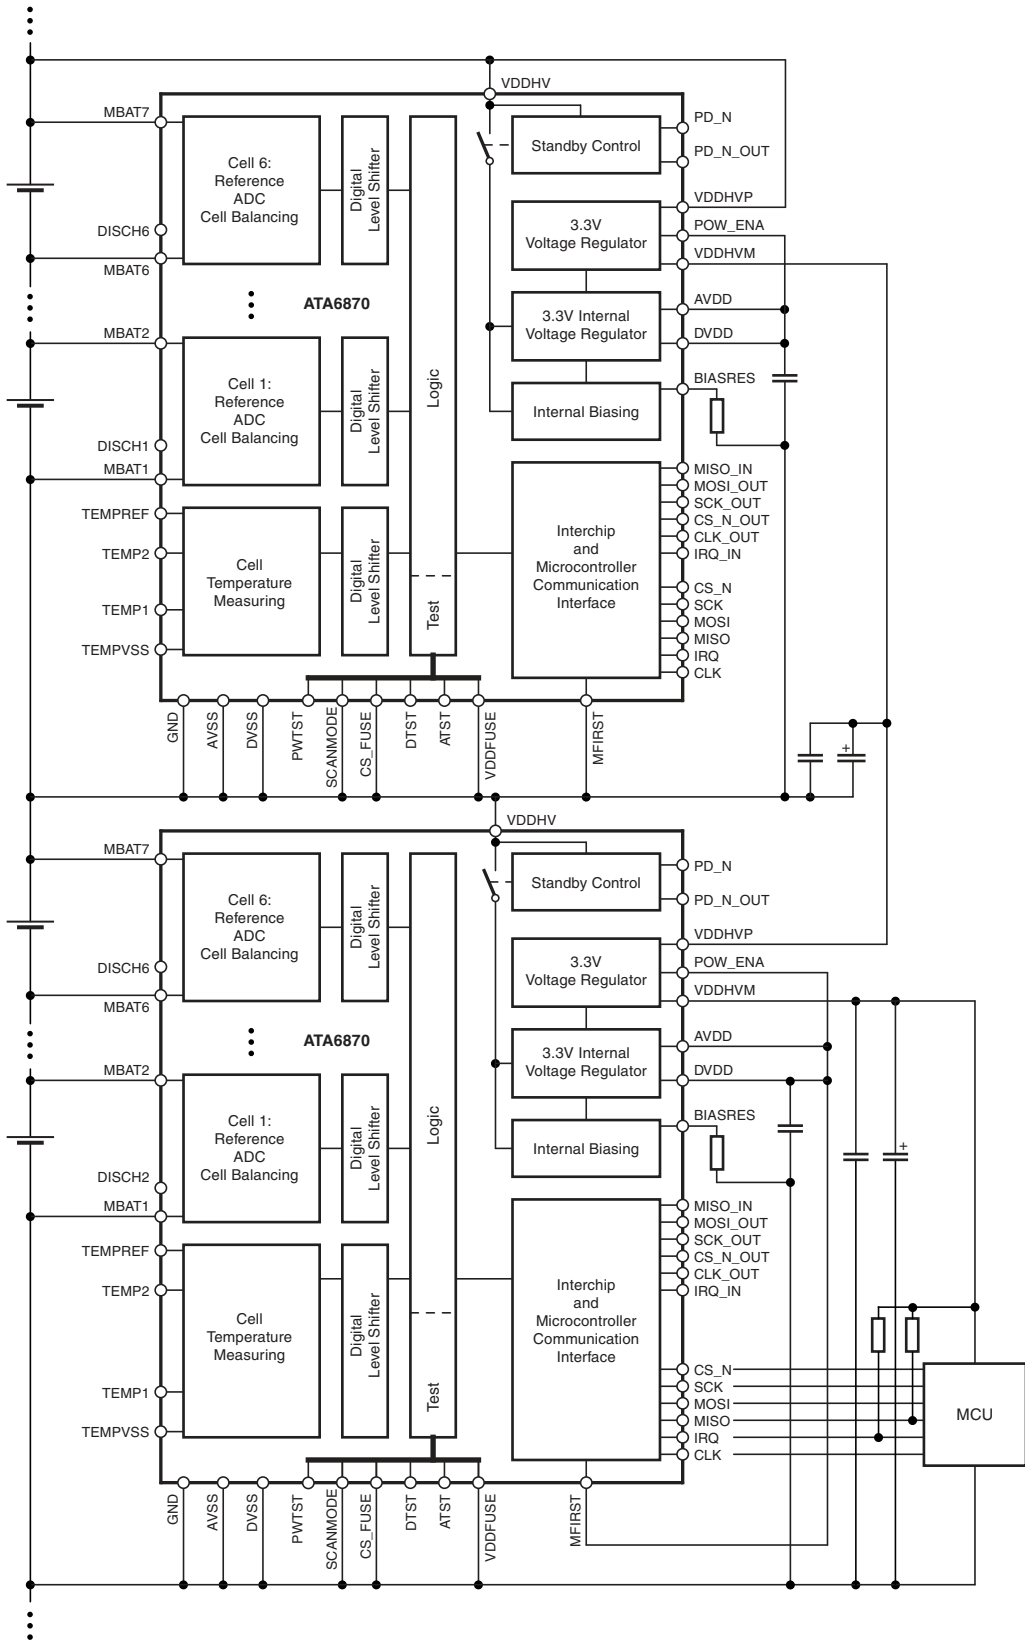 VDDHV
MBAT7
Cell 6:
Reference
ADC
Cell Balancing
Digital
Level Shifter
DISCH6
MBAT6
ATA6870
MBAT2
Cell 1:
Reference
ADC
Cell Balancing
Digital
Level Shifter
DISCH1
MBAT1
TEMPREF
TEMP2
TEMP1
TEMPVSS
Cell
Temperature
Measuring
Digital
Level Shifter
Logic
Test
Standby Control
3.3V
Voltage Regulator
3.3V Internal
Voltage Regulator
Internal Biasing
Interchip
and
Microcontroller
Communication
Interface
PD_N
PD_N_OUT
VDDHVP
POW_ENA
VDDHVM
AVDD
DVDD
BIASRES
MISO_IN
MOSI_OUT
SCK_OUT
CS_N_OUT
CLK_OUT
IRQ_IN
CS_N
SCK
MOSI
MISO
IRQ
CLK
GND
AVSS
DVSS
PWTST
SCANMODE
CS_FUSE
DTST
ATST
VDDFUSE
MFIRST
+
VDDHV
MBAT7
Cell 6:
Reference
ADC
Cell Balancing
Digital
Level Shifter
DISCH6
MBAT6
ATA6870
MBAT2
Cell 1:
Reference
ADC
Cell Balancing
Digital
Level Shifter
DISCH2
MBAT1
TEMPREF
TEMP2
TEMP1
TEMPVSS
Cell
Temperature
Measuring
Digital
Level Shifter
Logic
Test
Standby Control
3.3V
Voltage Regulator
3.3V Internal
Voltage Regulator
Internal Biasing
Interchip
and
Microcontroller
Communication
Interface
PD_N
PD_N_OUT
VDDHVP
POW_ENA
VDDHVM
AVDD
DVDD
BIASRES
+
MISO_IN
MOSI_OUT
SCK_OUT
CS_N_OUT
CLK_OUT
IRQ_IN
CS_N
SCK
MOSI
MISO
IRQ
CLK
MCU
GND
AVSS
DVSS
PWTST
SCANMODE
CS_FUSE
DTST
ATST
VDDFUSE
MFIRST